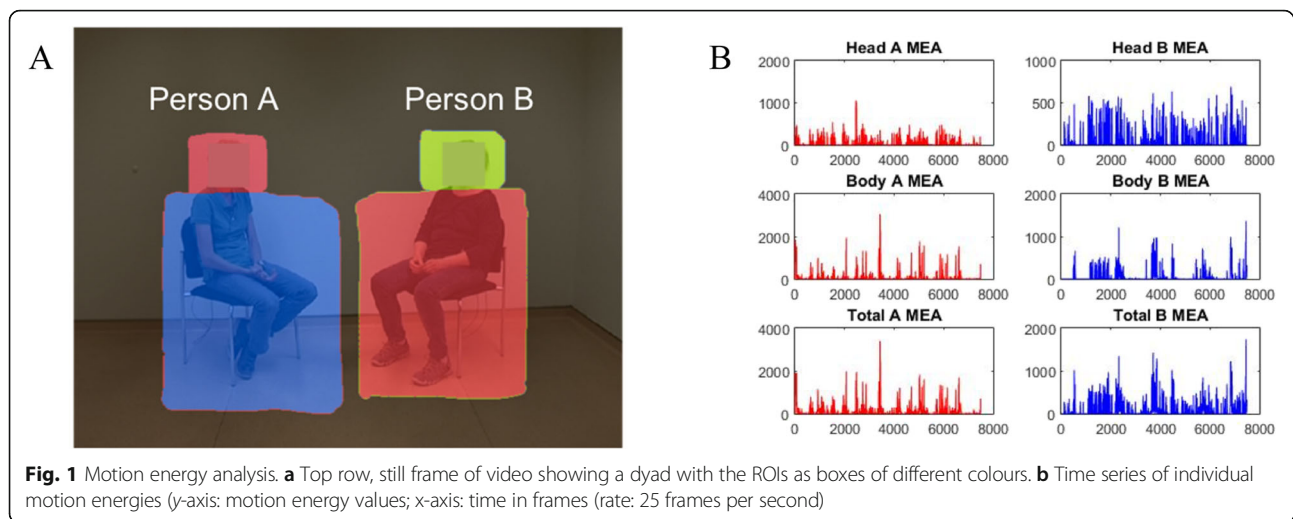 A
Person A
Person B
B
Head A MEA
2000
1000
0
0 2000 4000 6000 8000
Head B MEA
1000
500
0
0 2000 4000 6000 8000
Body A MEA
4000
2000
0
0 2000 4000 6000 8000
Body B MEA
2000
1000
0
0 2000 4000 6000 8000
Total A MEA
4000
2000
0
0 2000 4000 6000 8000
Total B MEA
2000
1000
0
0 2000 4000 6000 8000
Fig. 1 Motion energy analysis. a Top row, still frame of video showing a dyad with the ROIs as boxes of different colours. b Time series of individual
motion energies (y-axis: motion energy values; x-axis: time in frames (rate: 25 frames per second)